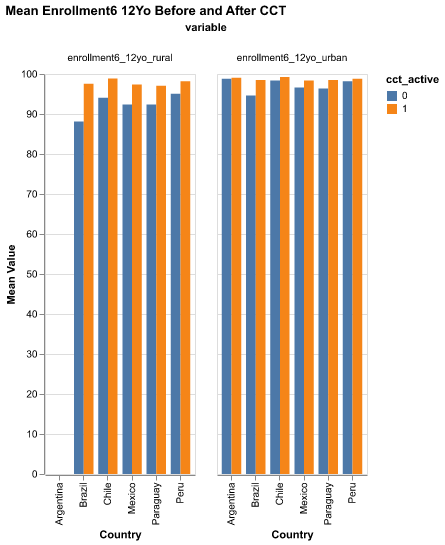 Mean Enrollment6 12Yo Before and After CCT
variable
enrollment6_12yo_rural
enrollment6_12yo_urban
cct_active
0
1
100
90
80
70
60
50
40
30
20
10
0
Mean Value
Argentina
Brazil
Chile
Mexico
Paraguay
Peru
Argentina
Brazil
Chile
Mexico
Paraguay
Peru
Country
Country